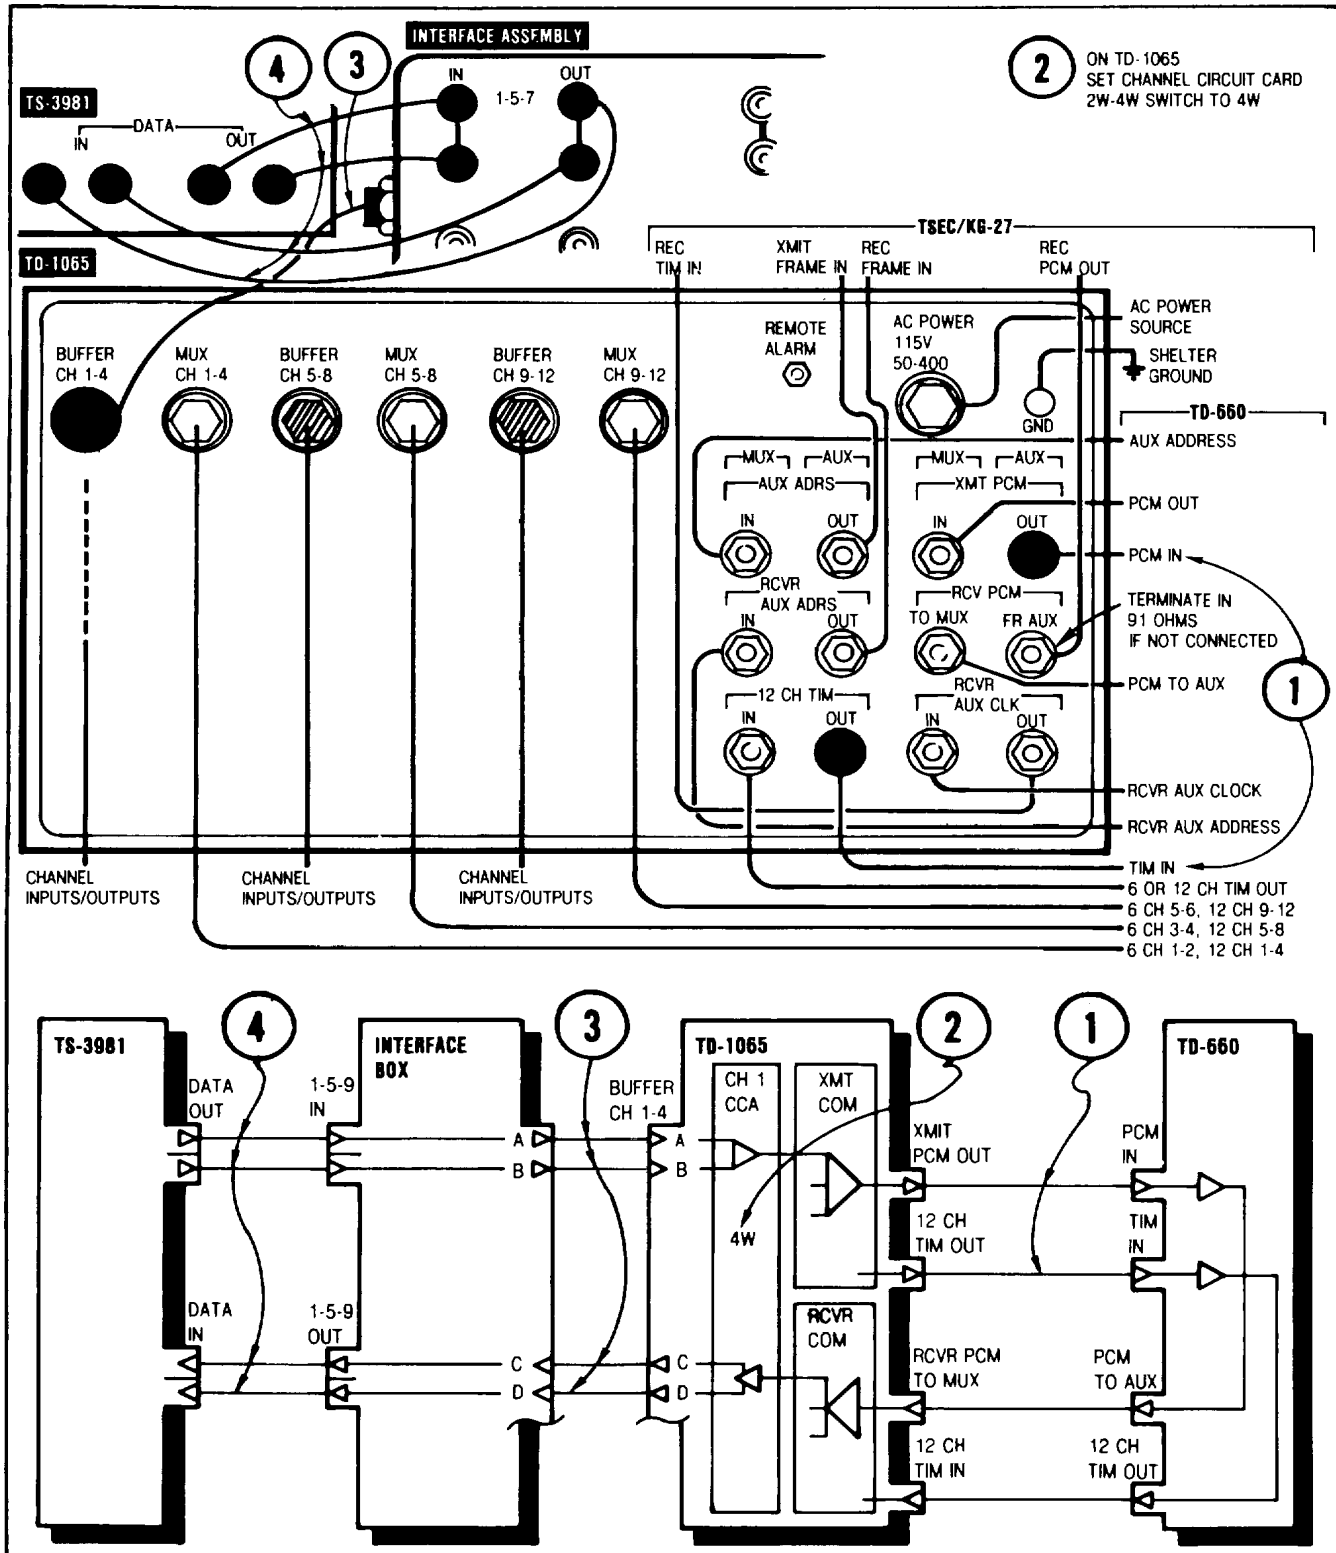 INTERFACE ASSEMBLY
4
3
2
ON TD-1065
SET CHANNEL CIRCUIT CARD
2W-4W SWITCH TO 4W
TS-3981
DATA
IN
OUT
IN
OUT
1-5-7
TD-1065
TSEC/KG-27
REC
TIM IN
XMIT
FRAME IN
REC
FRAME IN
REC
PCM OUT
BUFFER
CH 1-4
MUX
CH 1-4
BUFFER
CH 5-8
MUX
CH 5-8
BUFFER
CH 9-12
MUX
CH 9-12
REMOTE
ALARM
AC POWER
115V
50-400
GND
AC POWER
SOURCE
SHELTER
GROUND
TD-660
AUX ADDRESS
MUX
AUX
AUX ADRS
MUX
AUX
XMT PCM
PCM OUT
IN
OUT
IN
OUT
PCM IN
RCVR
AUX ADRS
RCV PCM
IN
OUT
TO MUX
FR AUX
TERMINATE IN
91 OHMS
IF NOT CONNECTED
1
PCM TO AUX
12 CH TIM
RCVR
AUX CLK
IN
OUT
IN
OUT
RCVR AUX CLOCK
RCVR AUX ADDRESS
TIM IN
6 OR 12 CH TIM OUT
6 CH 5-6, 12 CH 9-12
6 CH 3-4, 12 CH 5-8
6 CH 1-2, 12 CH 1-4
CHANNEL
INPUTS/OUTPUTS
CHANNEL
INPUTS/OUTPUTS
CHANNEL
INPUTS/OUTPUTS
4
3
2
1
TS-3981
INTERFACE
BOX
TD-1065
TD-660
DATA
OUT
1-5-9
IN
BUFFER
CH 1-4
CH 1
CCA
XMT
COM
XMIT
PCM OUT
PCM
IN
A
B
A
B
4W
12 CH
TIM OUT
TIM
IN
DATA
IN
1-5-9
OUT
C
D
C
D
RCVR
COM
RCVR PCM
TO MUX
PCM
TO AUX
12 CH
TIM IN
12 CH
TIM OUT